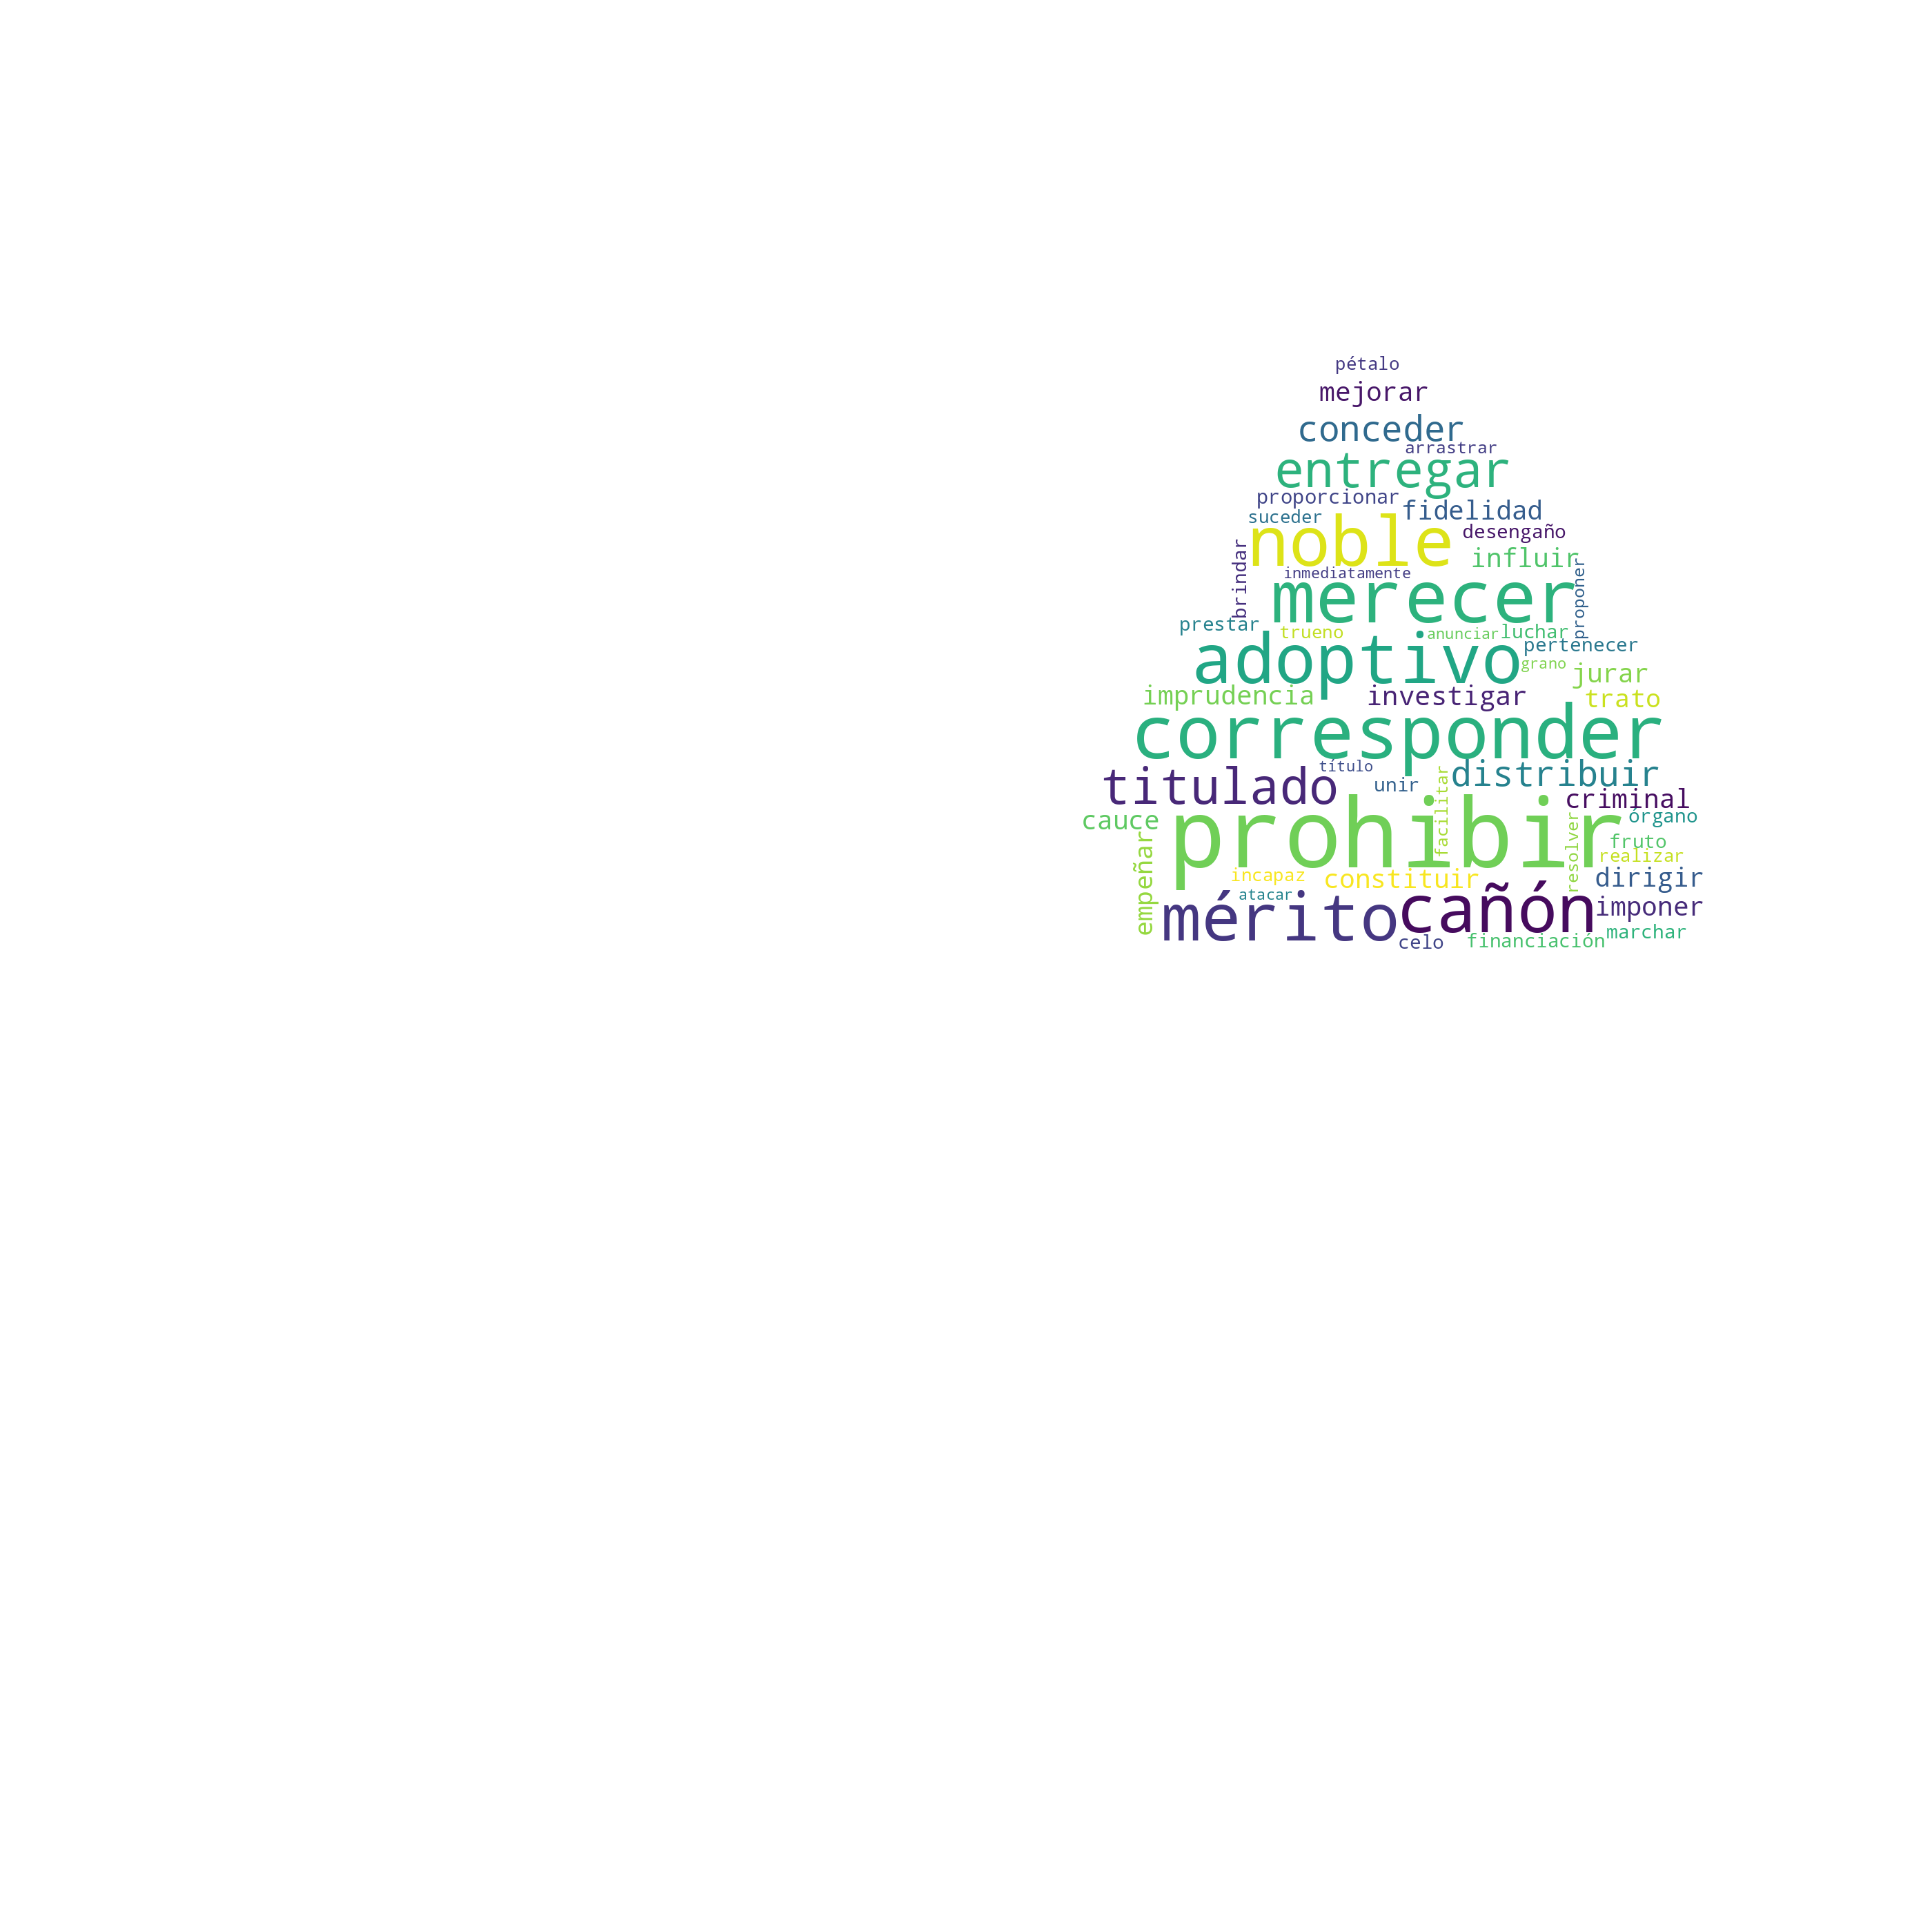 pétalo
mejorar
conceder
arrastrar
entregar
proporcionar
fidelidad
suceder
noble
desengaño
influir
brindar
inmediatamente
merecer
proponer
prestar
trueno
anunciar
luchar
adoptivo
pertenecer
grano
jurar
imprudencia
investigar
trato
corresponder
título
titulado
unir
facilitar
distribuir
criminal
cauce
prohibir
órgano
resolver
fruto
realizar
empeñar
incapaz
constituir
dirigir
atacar
mérito
cañón
imponer
celo
financiación
marchar